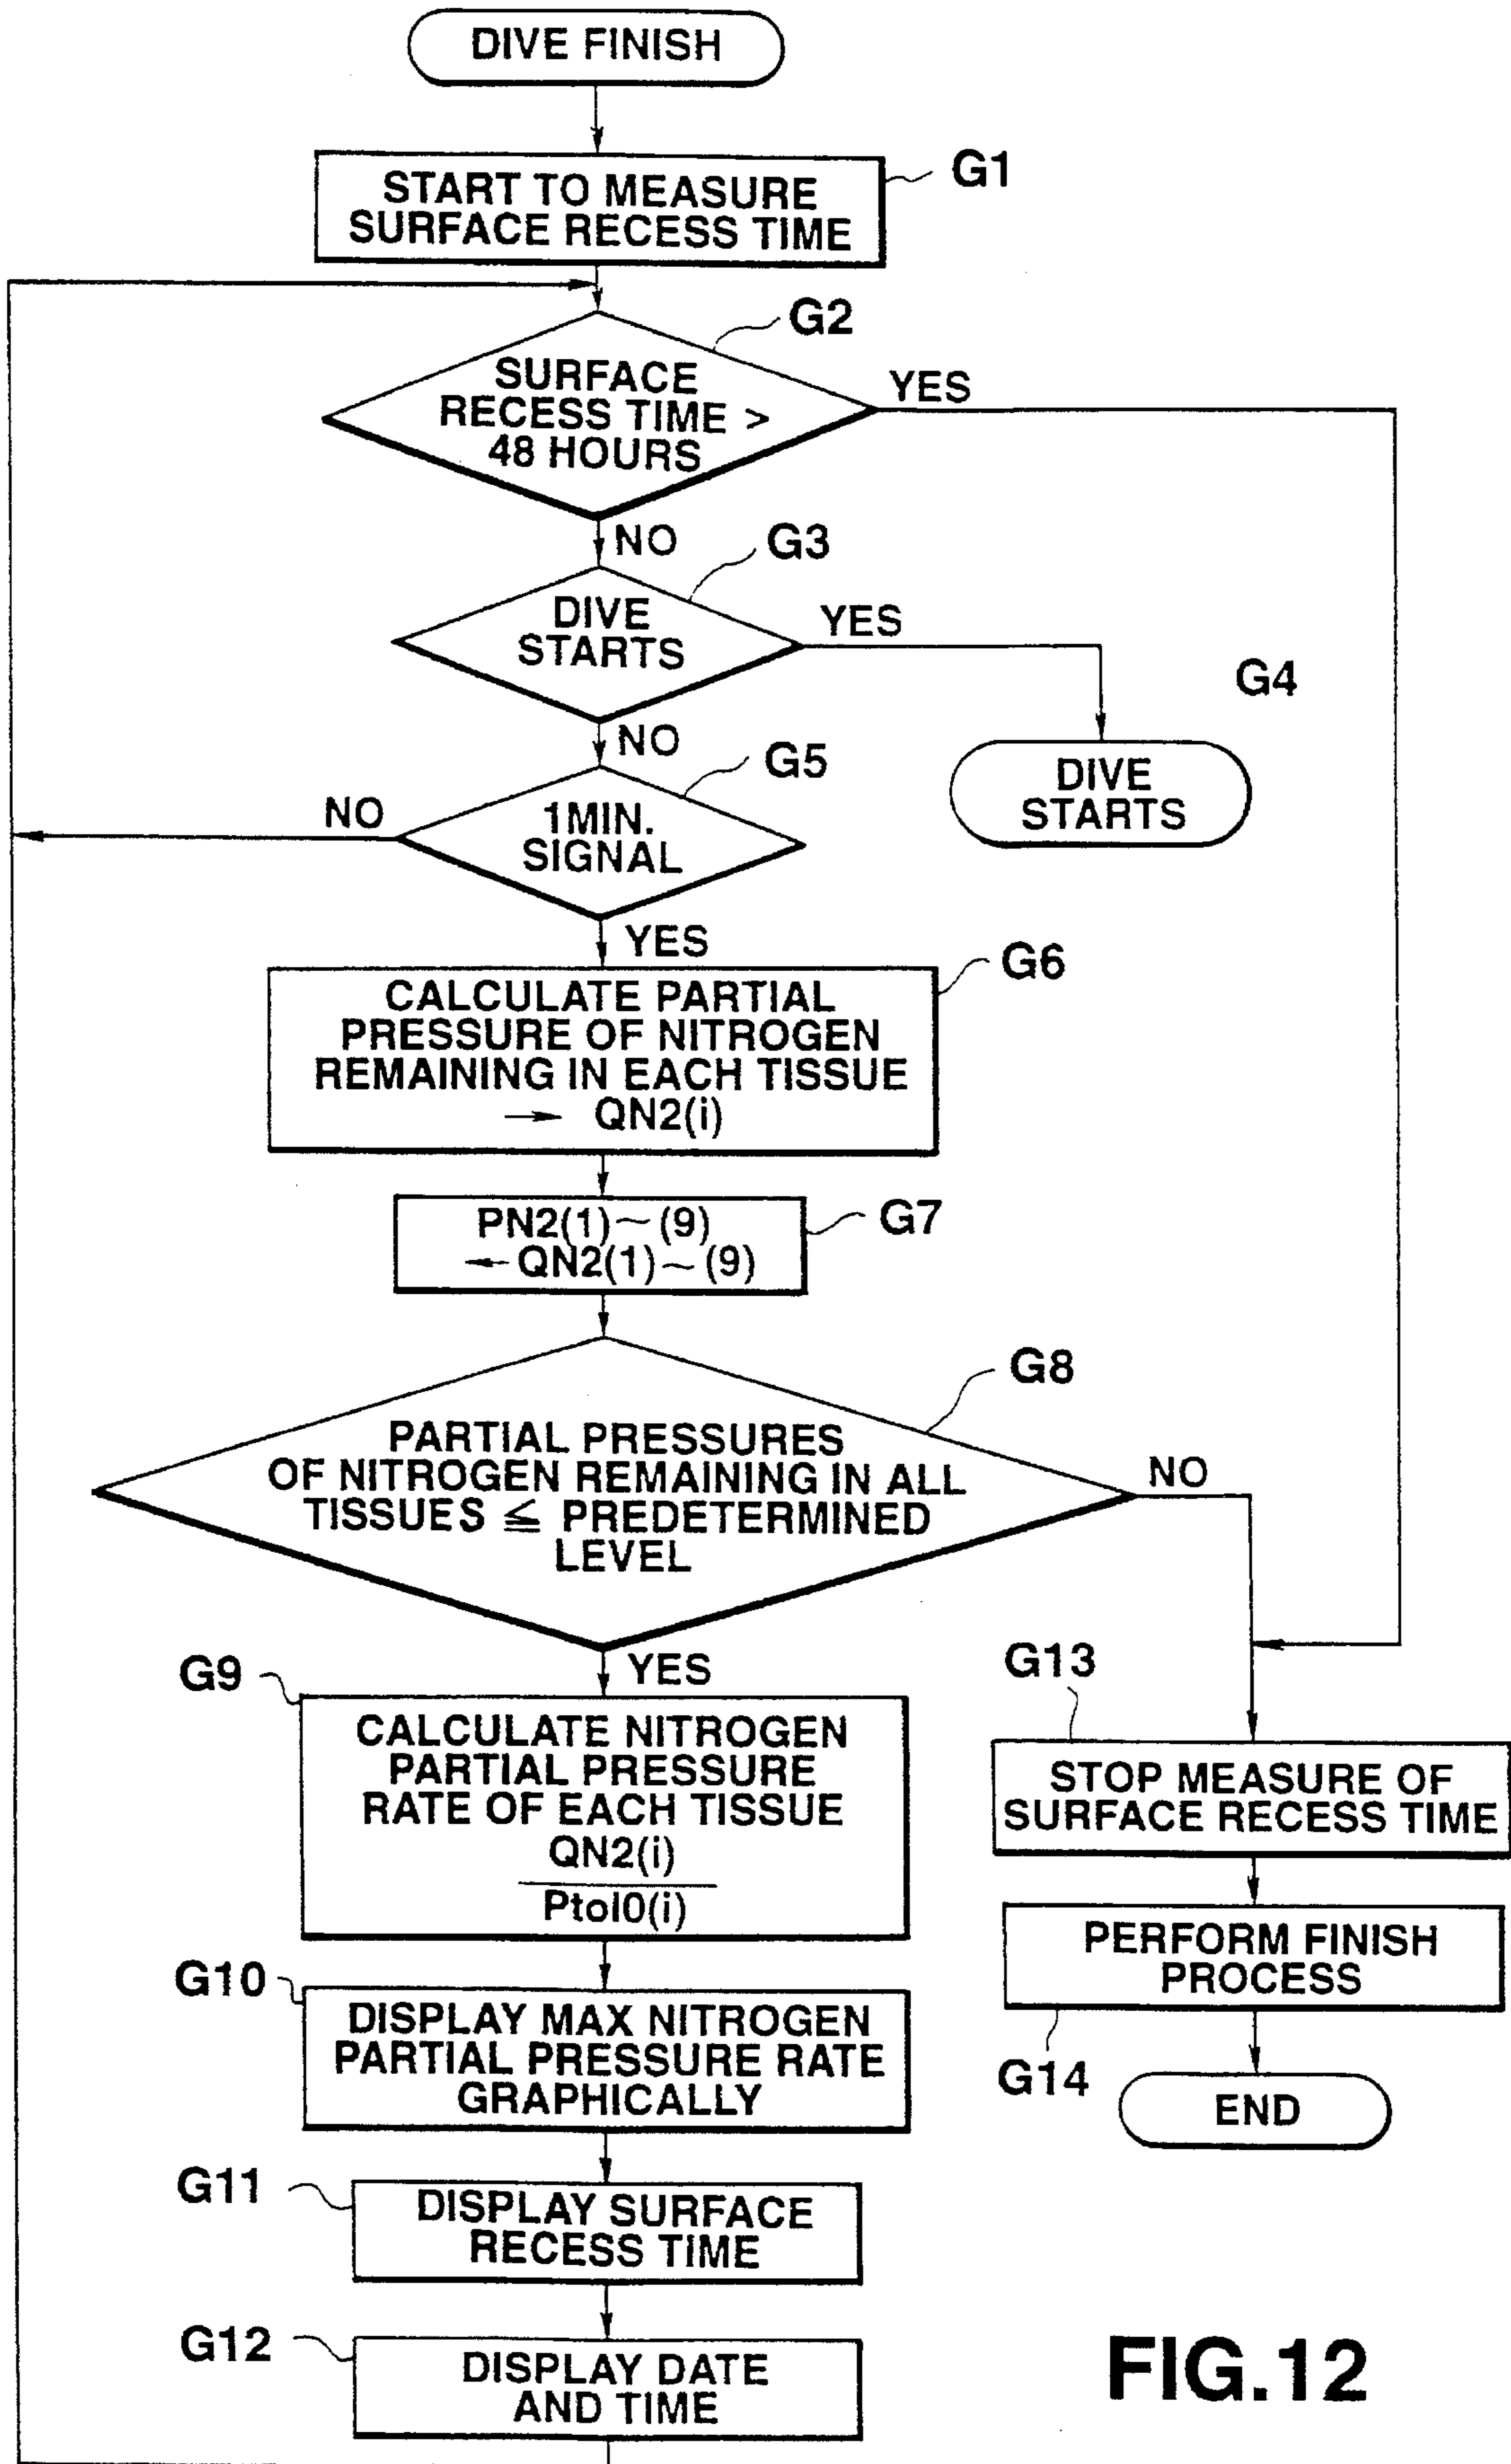 DIVE FINISH
START TO MEASURE
SURFACE RECESS TIME
G1
SURFACE
RECESS TIME >
48 HOURS
G2
YES
NO
DIVE
STARTS
G3
YES
G4
DIVE
STARTS
NO
1MIN.
SIGNAL
G5
NO
YES
CALCULATE PARTIAL
PRESSURE OF NITROGEN
REMAINING IN EACH TISSUE
→ QN2(i)
G6
PN2(1)~(9)
← QN2(1)~(9)
G7
PARTIAL PRESSURES
OF NITROGEN REMAINING IN ALL
TISSUES ≦ PREDETERMINED
LEVEL
G8
NO
YES
G9
CALCULATE NITROGEN
PARTIAL PRESSURE
RATE OF EACH TISSUE
QN2(i)
Ptol0(i)
G10
DISPLAY MAX NITROGEN
PARTIAL PRESSURE RATE
GRAPHICALLY
G11
DISPLAY SURFACE
RECESS TIME
G12
DISPLAY DATE
AND TIME
G13
STOP MEASURE OF
SURFACE RECESS TIME
PERFORM FINISH
PROCESS
G14
END
FIG.12